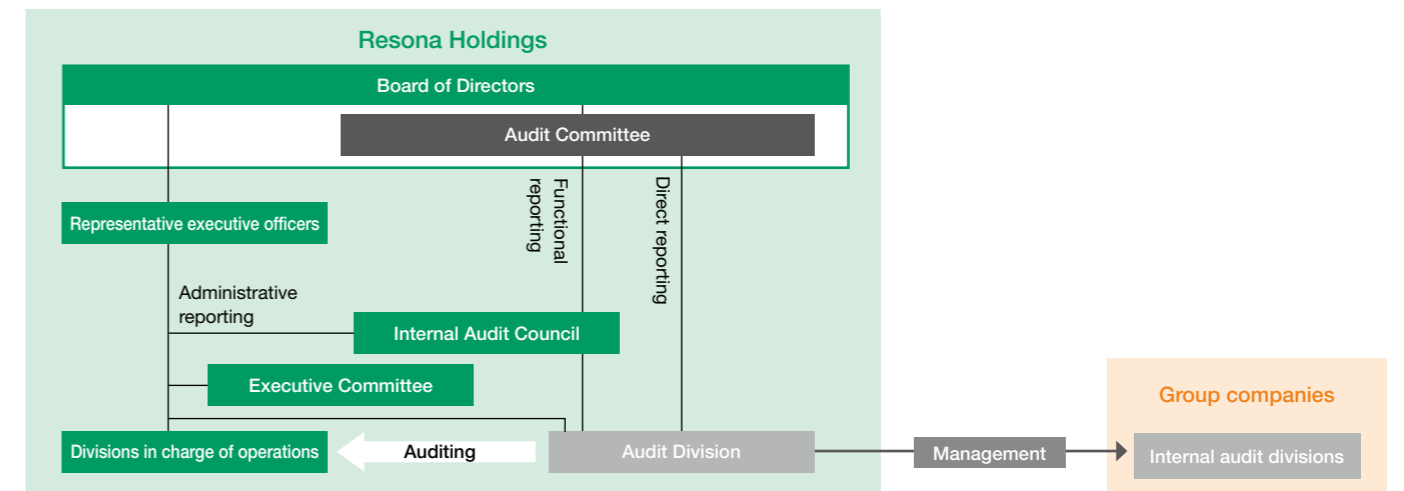 Resona Holdings
Board of Directors
Audit Committee
Functional
reporting
Direct reporting
Representative executive officers
Administrative
reporting
Internal Audit Council
Executive Committee
Divisions in charge of operations
Auditing
Audit Division
Management
Group companies
Internal audit divisions